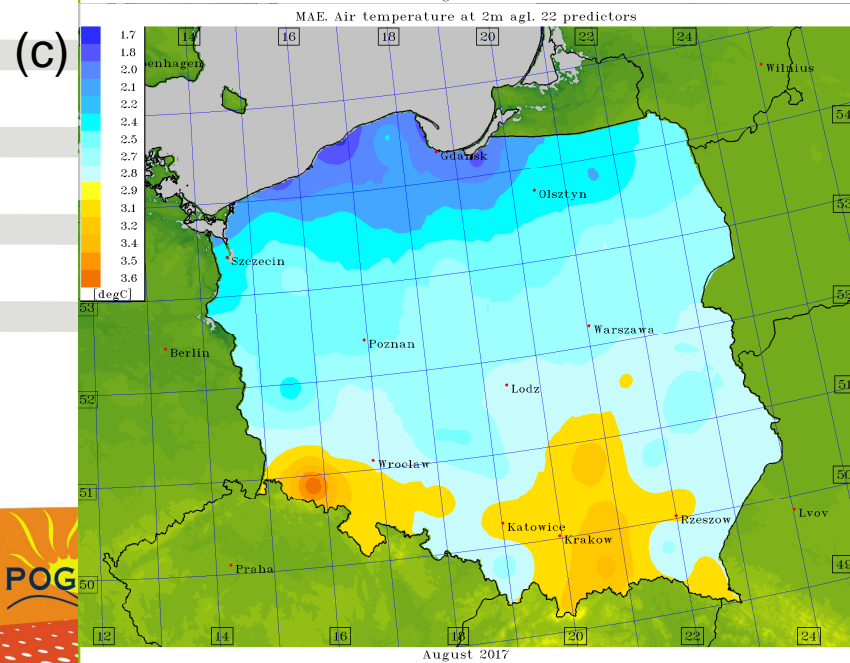 MAE. Air temperature at 2m agl. 22 predictors
(c)
14 16 18 20 22 24
1.7
1.8
2.0
2.1
2.2
2.4
2.5
2.7
2.8
2.9
3.1
3.2
3.4
3.5
3.6
[degC]
enhagen
Wilnius
54
Gdansk
Olsztyn
53
Szczecin
53
52
Warszawa
Berlin
Poznan
Lodz
51
52
Wroclaw
50
51
Katowice
Krakow
Rzeszow
Lvov
Praha
49
50
POG
12 14 16 18 20 22 24
August 2017